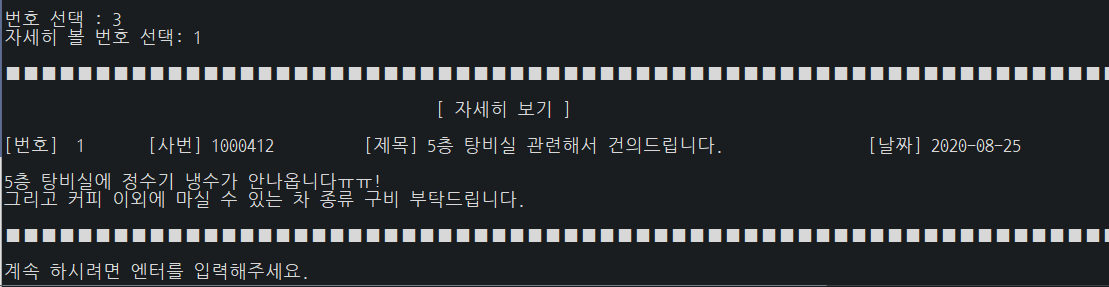 번호 선택 : 3
자세히 볼 번호 선택: 1
[ 자세히 보기 ]
[번호] 1 [사번] 1000412 [제목] 5층 탕비실 관련해서 건의드립니다. [날짜] 2020-08-25
5층 탕비실에 정수기 냉수가 안나옵니다ㅠㅠ!
그리고 커피 이외에 마실 수 있는 차 종류 구비 부탁드립니다.
계속 하시려면 엔터를 입력해주세요.